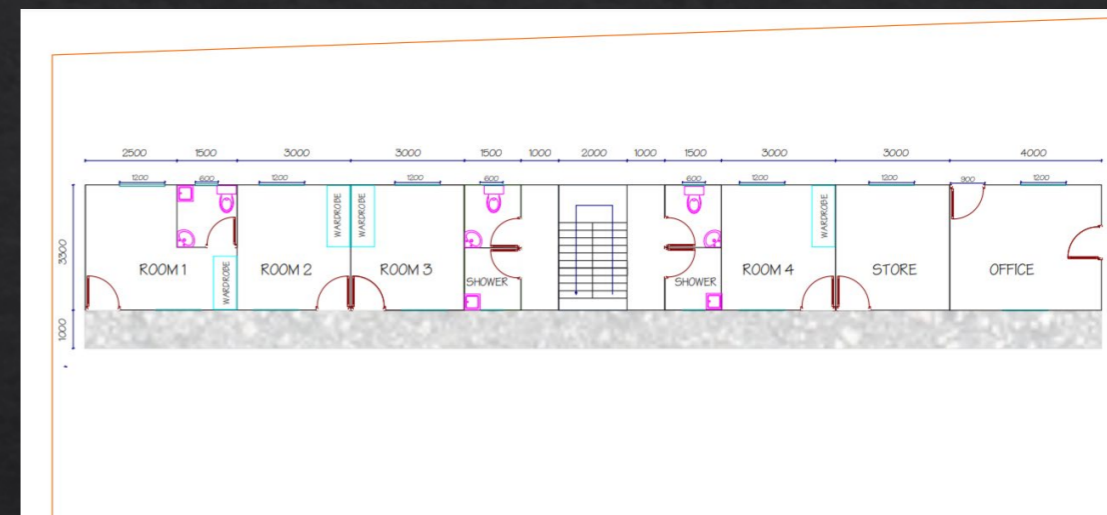 2500 1500 3000 3000 1500 1000 2000 1000 1500 3000 3000 4000
1200 600 1200 1200 600 600 1200 1200 900 1200
3300
WARDROBE
WARDROBE
WARDROBE
ROOM 1
WARDROBE
ROOM 2
ROOM 3
SHOWER
SHOWER
ROOM 4
STORE
OFFICE
1000